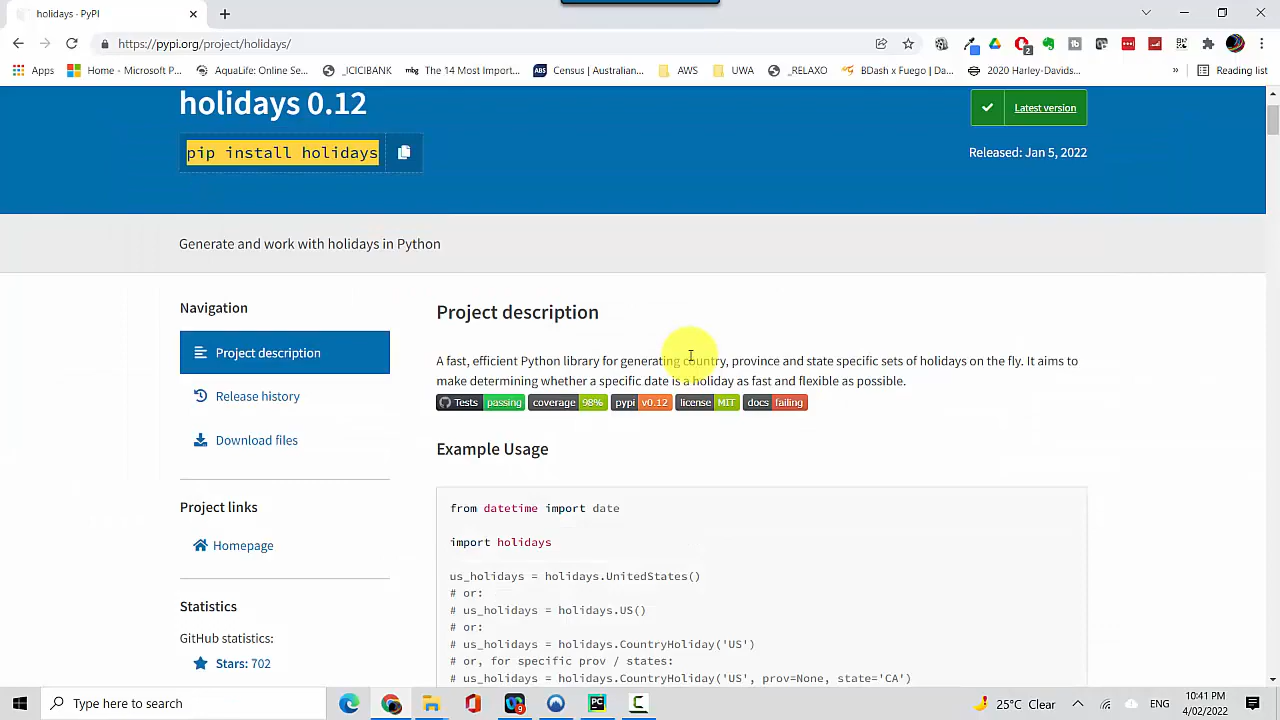 holidays · PyPI
https://pypi.org/project/holidays/
2
Apps
Home - Microsoft P...
AquaLife: Online Se...
_ICICIBANK
mbg The 14 Most Import...
ABS Census | Australian...
AWS
UWA
_RELAXO
BDash x Fuego | Da...
2020 Harley-Davids...
»
Reading list
holidays 0.12
Latest version
pip install holidays
Released: Jan 5, 2022
Generate and work with holidays in Python
Navigation
Project description
Release history
Download files
Project links
Homepage
Statistics
GitHub statistics:
Stars: 702
Project description
A fast, efficient Python library for generating country, province and state specific sets of holidays on the fly. It aims to
make determining whether a specific date is a holiday as fast and flexible as possible.
Tests passing coverage 98% pypi v0.12 license MIT docs failing
Example Usage
from datetime import date
import holidays
us_holidays = holidays.UnitedStates()
# or:
# us_holidays = holidays.US()
# or:
# us_holidays = holidays.CountryHoliday('US')
# or, for specific prov / states:
# us_holidays = holidays.CountryHoliday('US', prov=None, state='CA')
Type here to search
9
PC
25°C Clear
ENG
10:41 PM
4/02/2022